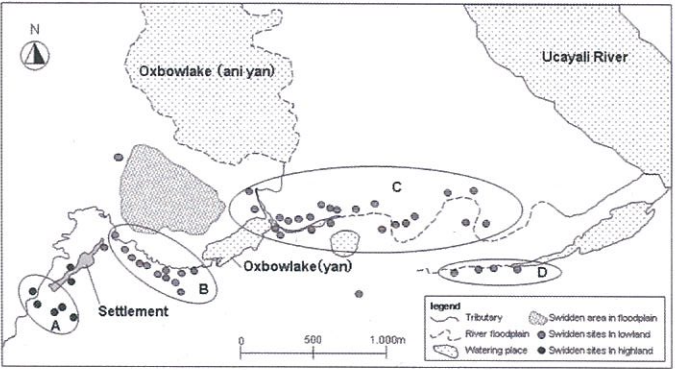 N
Oxbowlake (ani yan)
Ucayali River
C
Oxbowlake(yan)
B
D
A
Settlement
0 500 1.000m
legend
Tributary
River floodplain
Watering place
Swidden area in floodplain
Swidden sites in lowland
Swidden sites in highland